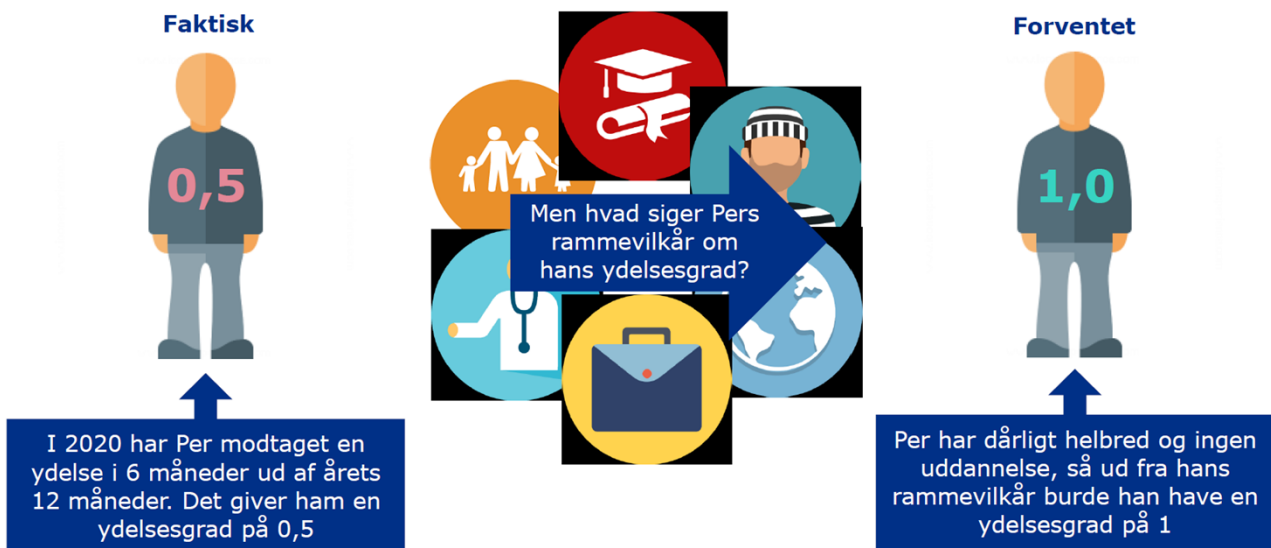 Faktisk
0,5
I 2020 har Per modtaget en
ydelse i 6 måneder ud af årets
12 måneder. Det giver ham en
ydelsesgrad på 0,5
Men hvad siger Pers
rammevilkår om
hans ydelsesgrad?
Forventet
1,0
Per har dårligt helbred og ingen
uddannelse, så ud fra hans
rammevilkår burde han have en
ydelsesgrad på 1